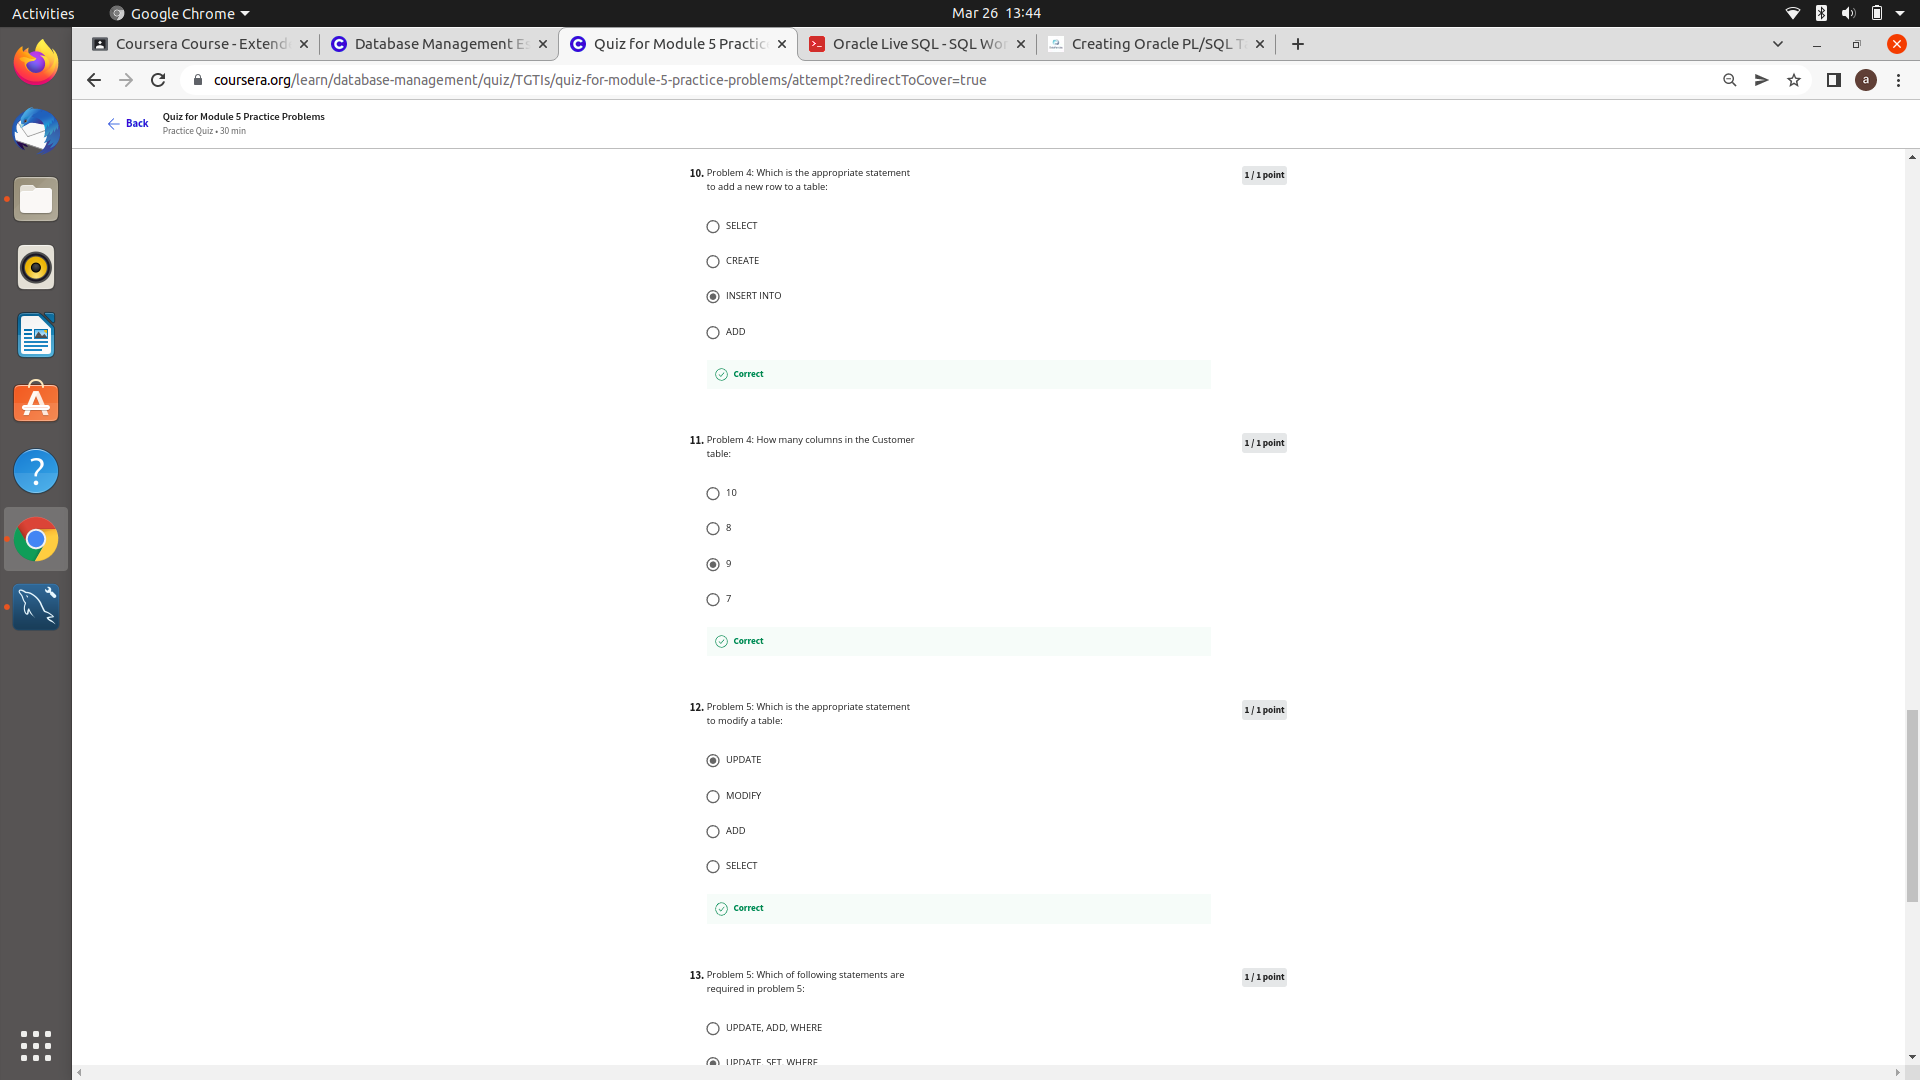 Activities
Google Chrome
Mar 26 13:44
Coursera Course - Extend
Database Management Es
Quiz for Module 5 Practice
Oracle Live SQL - SQL Wor
Creating Oracle PL/SQL Ta
coursera.org/learn/database-management/quiz/TGTIs/quiz-for-module-5-practice-problems/attempt?redirectToCover=true
a
Back
Quiz for Module 5 Practice Problems
Practice Quiz • 30 min
10. Problem 4: Which is the appropriate statement
to add a new row to a table:
1 / 1 point
SELECT
CREATE
INSERT INTO
ADD
Correct
11. Problem 4: How many columns in the Customer
table:
1 / 1 point
10
8
9
7
Correct
12. Problem 5: Which is the appropriate statement
to modify a table:
1 / 1 point
UPDATE
MODIFY
ADD
SELECT
Correct
13. Problem 5: Which of following statements are
required in problem 5:
1 / 1 point
UPDATE, ADD, WHERE
UPDATE, SET, WHERE